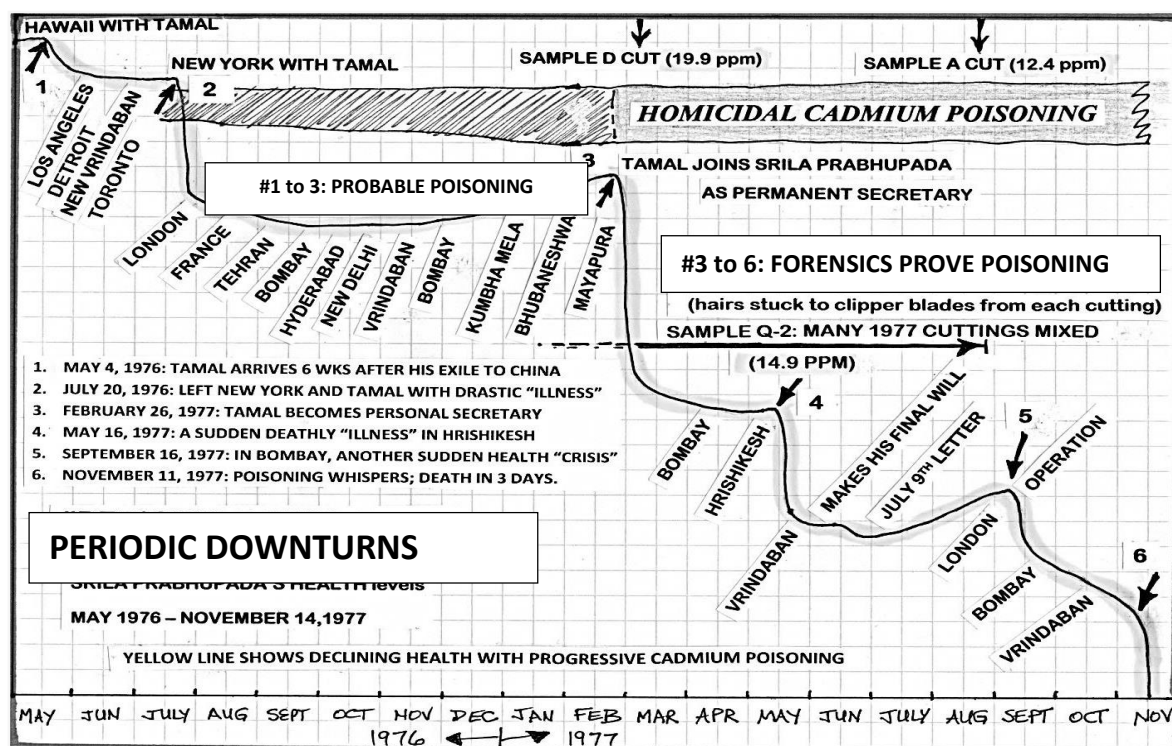 HAWAII WITH TAMAL
1
LOS ANGELES
DETROIT
NEW VRINDABAN
TORONTO
NEW YORK WITH TAMAL
2
SAMPLE D CUT (19.9 ppm)
SAMPLE A CUT (12.4 ppm)
HOMICIDAL CADMIUM POISONING
#1 to 3: PROBABLE POISONING
3
TAMAL JOINS SRILA PRABHUPADA
AS PERMANENT SECRETARY
LONDON
FRANCE
TEHRAN
BOMBAY
HYDERABAD
NEW DELHI
VRINDABAN
BOMBAY
KUMBHA MELA
BHUBANESHWA
MAYAPURA
#3 to 6: FORENSICS PROVE POISONING
(hairs stuck to clipper blades from each cutting)
SAMPLE Q-2: MANY 1977 CUTTINGS MIXED
(14.9 PPM)
1. MAY 4, 1976: TAMAL ARRIVES 6 WKS AFTER HIS EXILE TO CHINA
2. JULY 20, 1976: LEFT NEW YORK AND TAMAL WITH DRASTIC “ILLNESS”
3. FEBRUARY 26, 1977: TAMAL BECOMES PERSONAL SECRETARY
4. MAY 16, 1977: A SUDDEN DEATHLY “ILLNESS” IN HRISHIKESH
5. SEPTEMBER 16, 1977: IN BOMBAY, ANOTHER SUDDEN HEALTH “CRISIS”
6. NOVEMBER 11, 1977: POISONING WHISPERS; DEATH IN 3 DAYS.
4
BOMBAY
HRISHIKESH
VRINDABAN
MAKES HIS FINAL WILL
JULY 9TH LETTER
5
OPERATION
LONDON
BOMBAY
VRINDABAN
6
PERIODIC DOWNTURNS
SRILA PRABHUPADA'S HEALTH levels
MAY 1976 – NOVEMBER 14,1977
YELLOW LINE SHOWS DECLINING HEALTH WITH PROGRESSIVE CADMIUM POISONING
MAY JUN JULY AUG SEPT OCT NOV DEC JAN FEB MAR APR MAY JUN JULY AUG SEPT OCT NOV
1976 1977